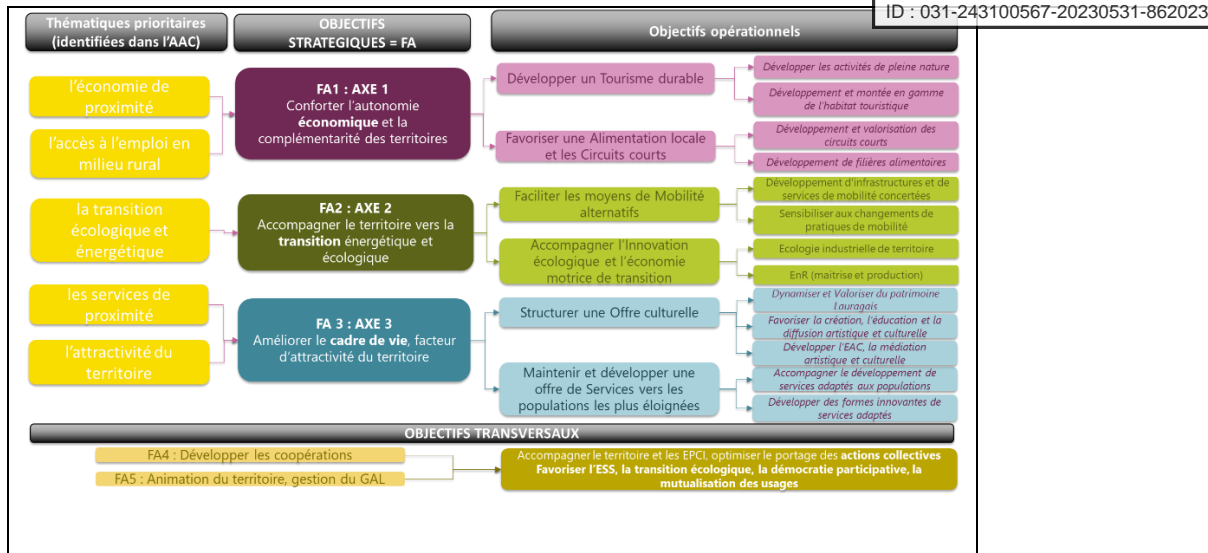 ID : 031-243100567-20230531-862023
Thématiques prioritaires
(identifiées dans l'AAC)
OBJECTIFS
STRATEGIQUES = FA
Objectifs opérationnels
l'économie de
proximité
l'accès à l'emploi en
milieu rural
FA1 : AXE 1
Conforter l'autonomie
économique et la
complémentarité des territoires
Développer un Tourisme durable
Développer les activités de pleine nature
Développement et montée en gamme
de l'habitat touristique
Favoriser une Alimentation locale
et les Circuits courts
Développement et valorisation des
circuits courts
Développement de filières alimentaires
la transition
écologique et
énergétique
FA2 : AXE 2
Accompagner le territoire vers la
transition énergétique et
écologique
Faciliter les moyens de Mobilité
alternatifs
Développement d'infrastructures et de
services de mobilité concertées
Sensibiliser aux changements de
pratiques de mobilité
Accompagner l'Innovation
écologique et l'économie
motrice de transition
Ecologie industrielle de territoire
EnR (maitrise et production)
les services de
proximité
l'attractivité du
territoire
FA 3 : AXE 3
Améliorer le cadre de vie, facteur
d'attractivité du territoire
Structurer une Offre culturelle
Dynamiser et Valoriser du patrimoine
Lauragais
Favoriser la création, l'éducation et la
diffusion artistique et culturelle
Développer l'EAC, la médiation
artistique et culturelle
Maintenir et développer une
offre de Services vers les
populations les plus éloignées
Accompagner le développement de
services adaptés aux populations
Développer des formes innovantes de
services adaptés
OBJECTIFS TRANSVERSAUX
FA4 : Développer les coopérations
FA5 : Animation du territoire, gestion du GAL
Accompagner le territoire et les EPCI, optimiser le portage des actions collectives
Favoriser l'ESS, la transition écologique, la démocratie participative, la
mutualisation des usages